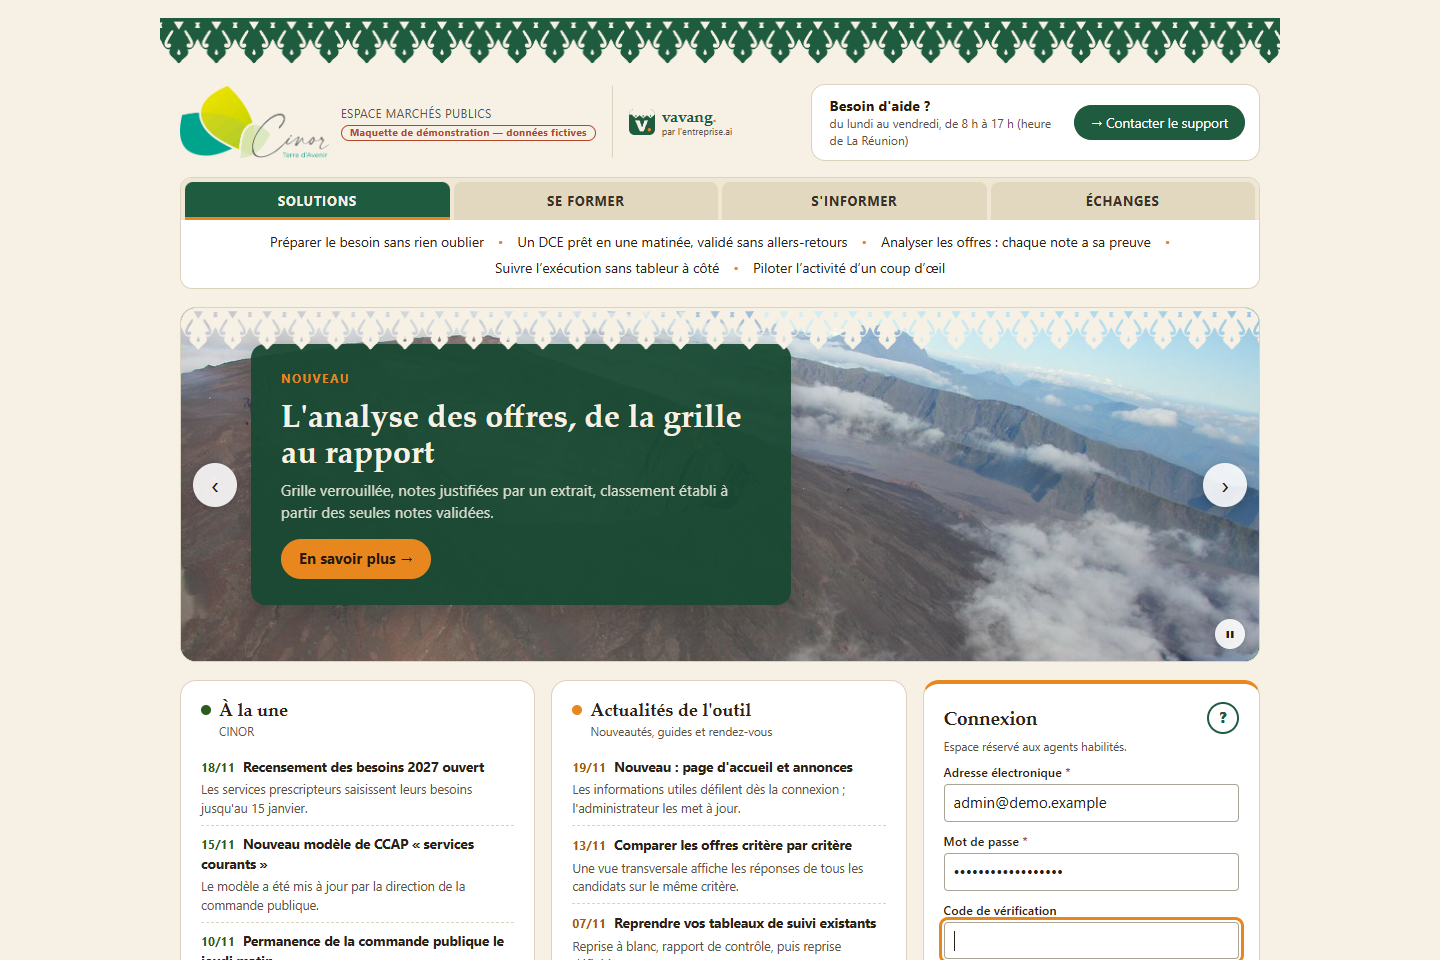 Cinor
Terre d'Avenir
ESPACE MARCHÉS PUBLICS
Maquette de démonstration — données fictives
v.
vavang.
par l'entreprise.ai
Besoin d'aide ?
du lundi au vendredi, de 8 h à 17 h (heure
de La Réunion)
→ Contacter le support
SOLUTIONS
SE FORMER
S'INFORMER
ÉCHANGES
Préparer le besoin sans rien oublier • Un DCE prêt en une matinée, validé sans allers-retours • Analyser les offres : chaque note a sa preuve •
Suivre l’exécution sans tableur à côté • Piloter l’activité d’un coup d’œil
NOUVEAU
L'analyse des offres, de la grille
au rapport
Grille verrouillée, notes justifiées par un extrait, classement établi à
partir des seules notes validées.
En savoir plus →
‹
›
À la une
CINOR
18/11 Recensement des besoins 2027 ouvert
Les services prescripteurs saisissent leurs besoins
jusqu'au 15 janvier.
15/11 Nouveau modèle de CCAP « services
courants »
Le modèle a été mis à jour par la direction de la
commande publique.
10/11 Permanence de la commande publique le
jeudi matin
Actualités de l'outil
Nouveautés, guides et rendez-vous
19/11 Nouveau : page d'accueil et annonces
Les informations utiles défilent dès la connexion ;
l'administrateur les met à jour.
13/11 Comparer les offres critère par critère
Une vue transversale affiche les réponses de tous les
candidats sur le même critère.
07/11 Reprendre vos tableaux de suivi existants
Reprise à blanc, rapport de contrôle, puis reprise
Connexion
?
Espace réservé aux agents habilités.
Adresse électronique *
admin@demo.example
Mot de passe *
••••••••••••••••••
Code de vérification